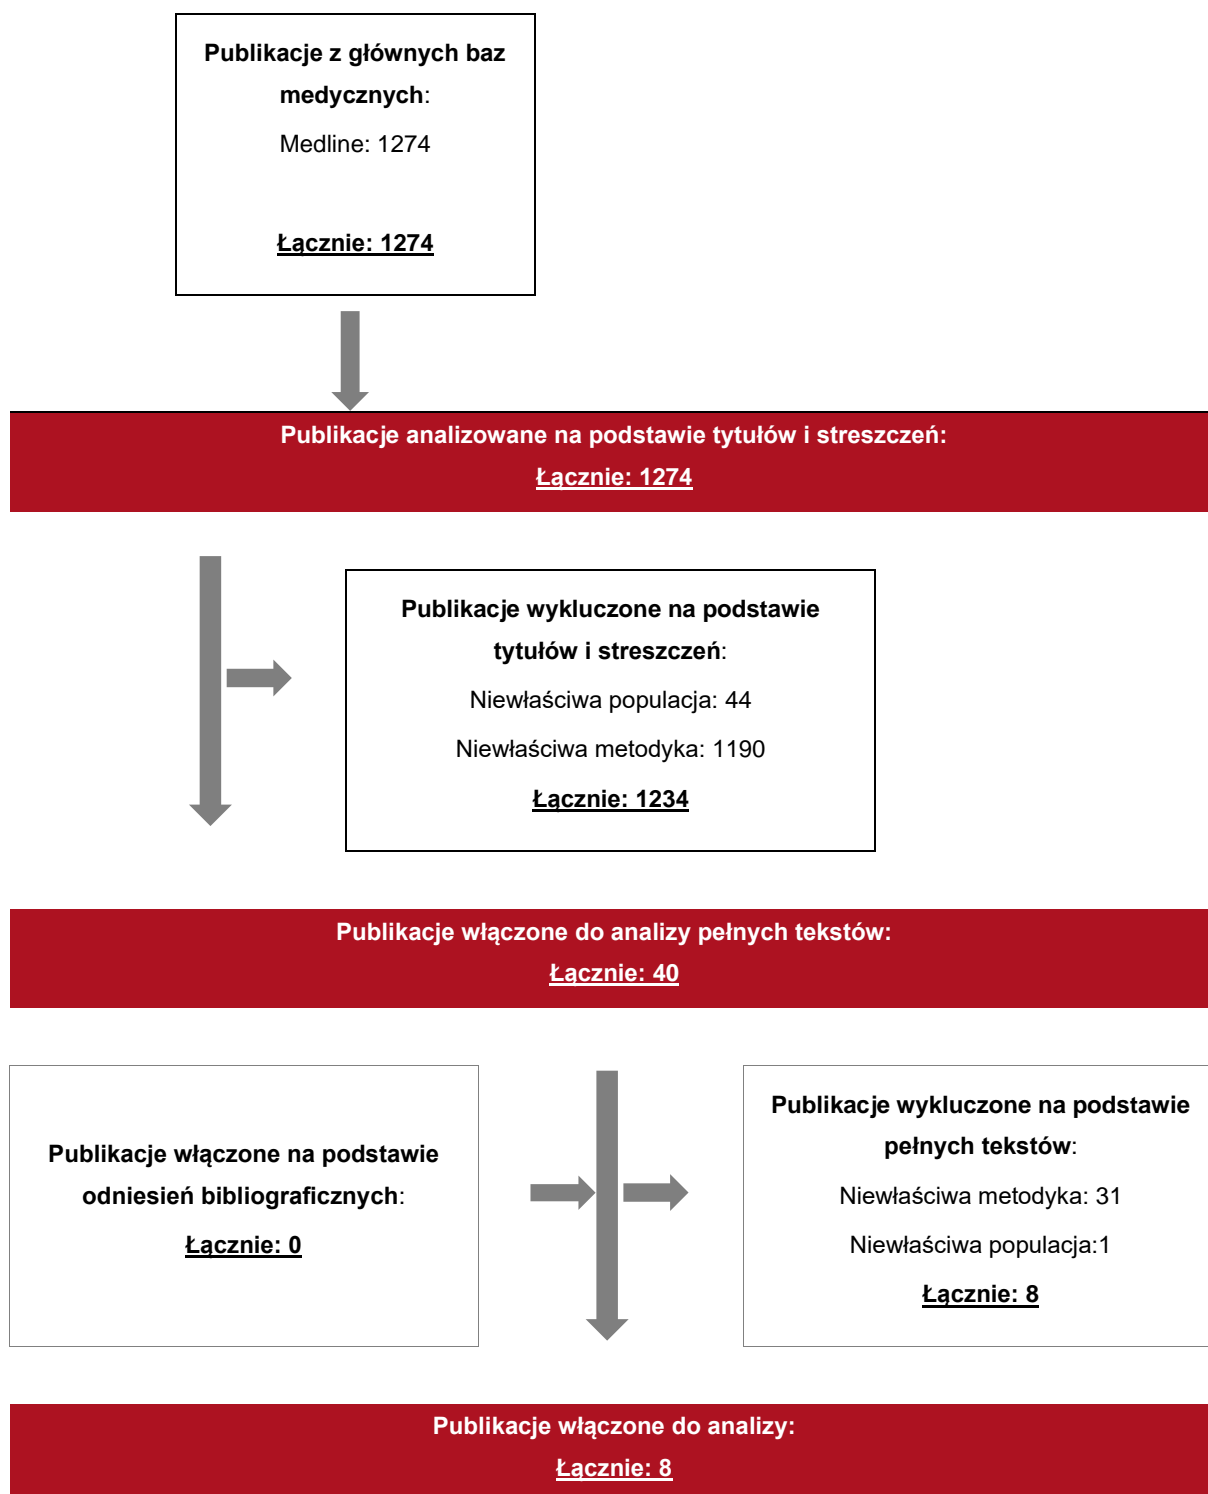 Publikacje z głównych baz
medycznych:
Medline: 1274
Łącznie: 1274
Publikacje analizowane na podstawie tytułów i streszczeń:
Łącznie: 1274
Publikacje wykluczone na podstawie
tytułów i streszczeń:
Niewłaściwa populacja: 44
Niewłaściwa metodyka: 1190
Łącznie: 1234
Publikacje włączone do analizy pełnych tekstów:
Łącznie: 40
Publikacje włączone na podstawie
odniesień bibliograficznych:
Łącznie: 0
Publikacje wykluczone na podstawie
pełnych tekstów:
Niewłaściwa metodyka: 31
Niewłaściwa populacja:1
Łącznie: 8
Publikacje włączone do analizy:
Łącznie: 8